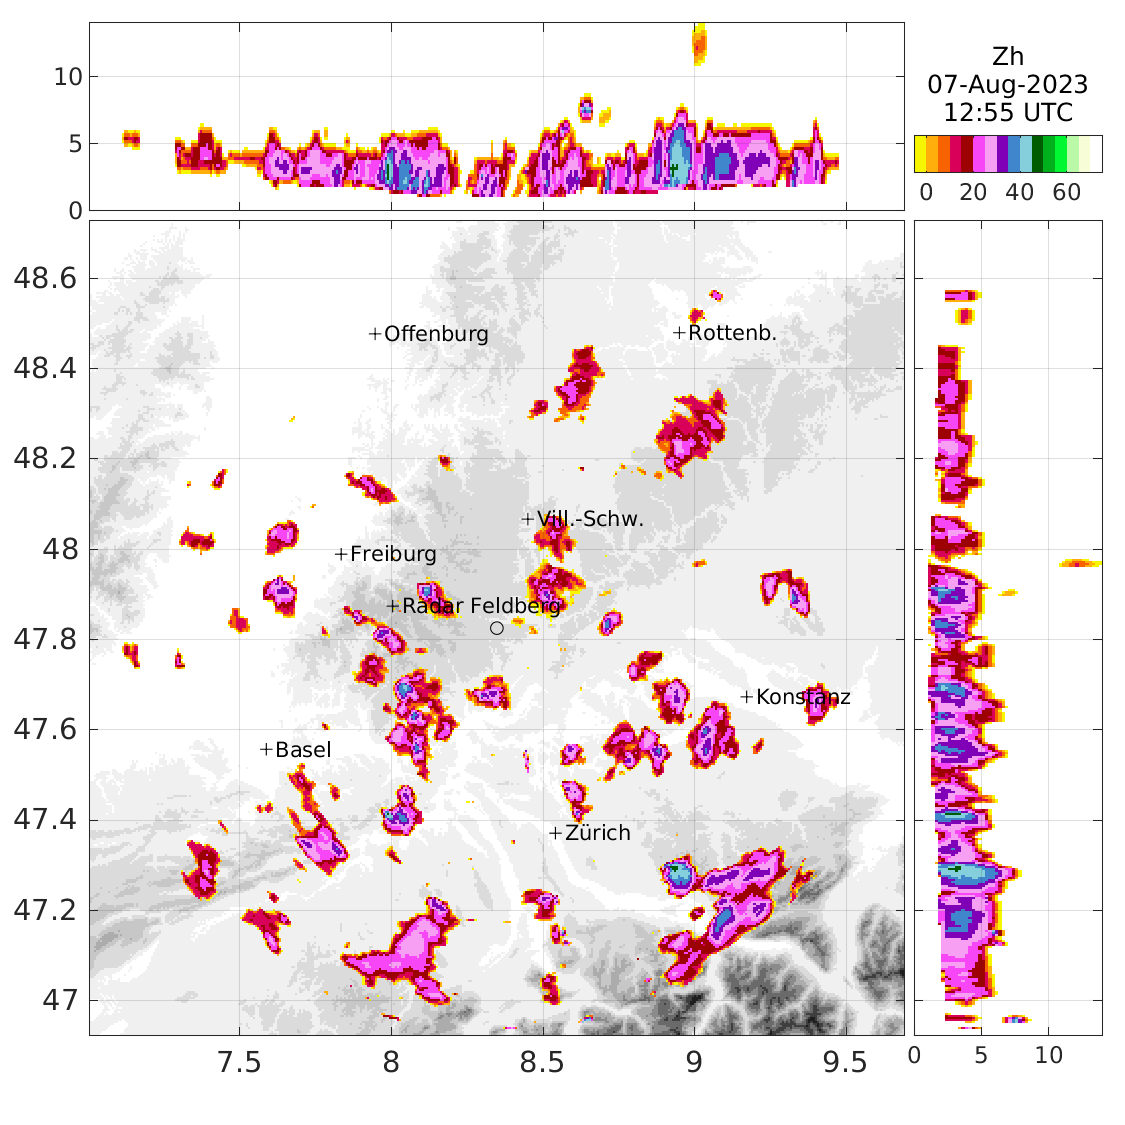 10
5
0
Zh
07-Aug-2023
12:55 UTC
0 20 40 60
48.6
+Offenburg
+Rottenb.
48.4
48.2
+Vill.-Schw.
48
+Freiburg
+Radar Feldberg
47.8
+Konstanz
47.6
+Basel
47.4
+Zürich
47.2
47
7.5 8 8.5 9 9.5
0 5 10